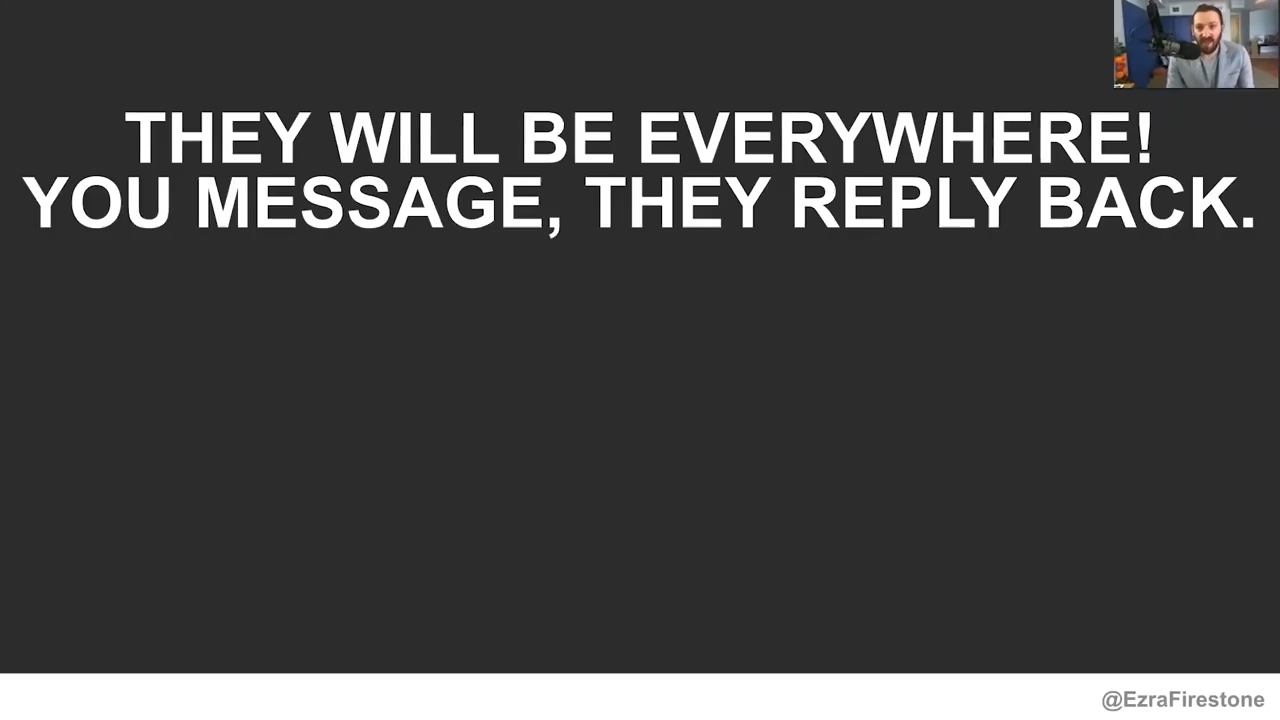 THEY WILL BE EVERYWHERE!
YOU MESSAGE, THEY REPLY BACK.
@EzraFirestone